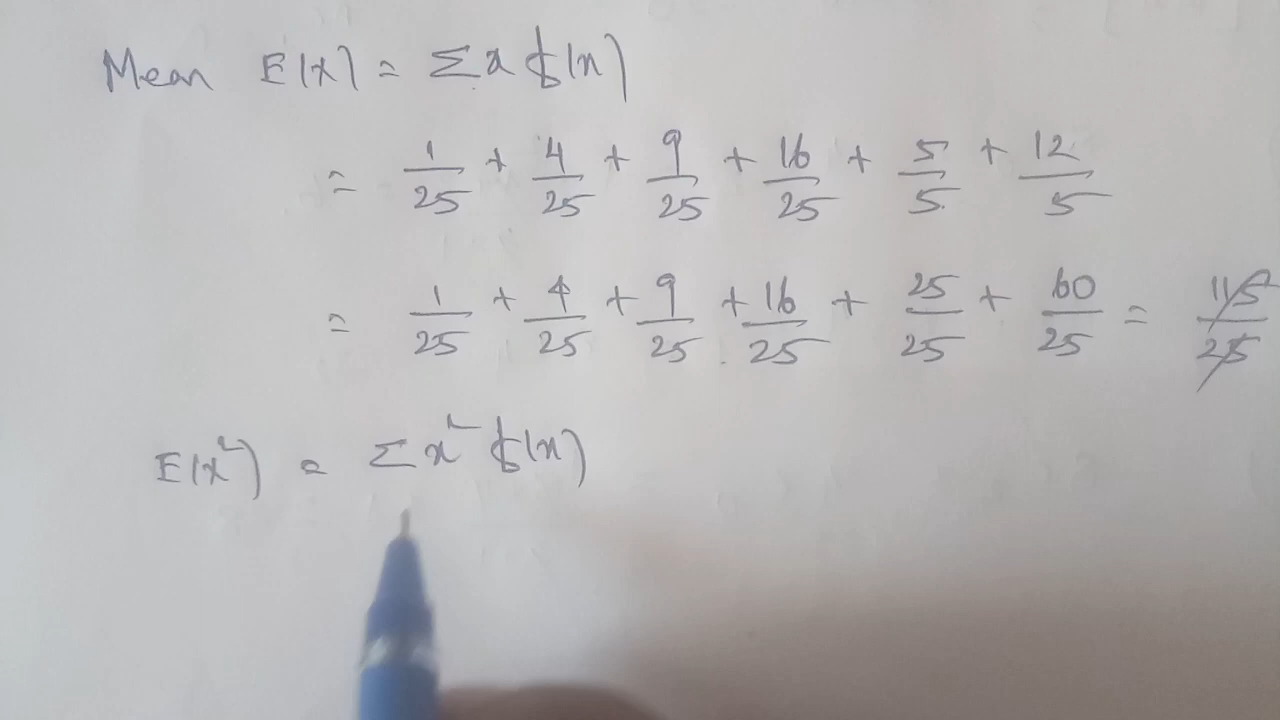 Mean E(x) = Σx f(x)
= 1/25 + 4/25 + 9/25 + 16/25 + 5/5 + 12/5
= 1/25 + 4/25 + 9/25 + 16/25 + 25/25 + 60/25 = 115/25
E(x²) = Σx² f(x)